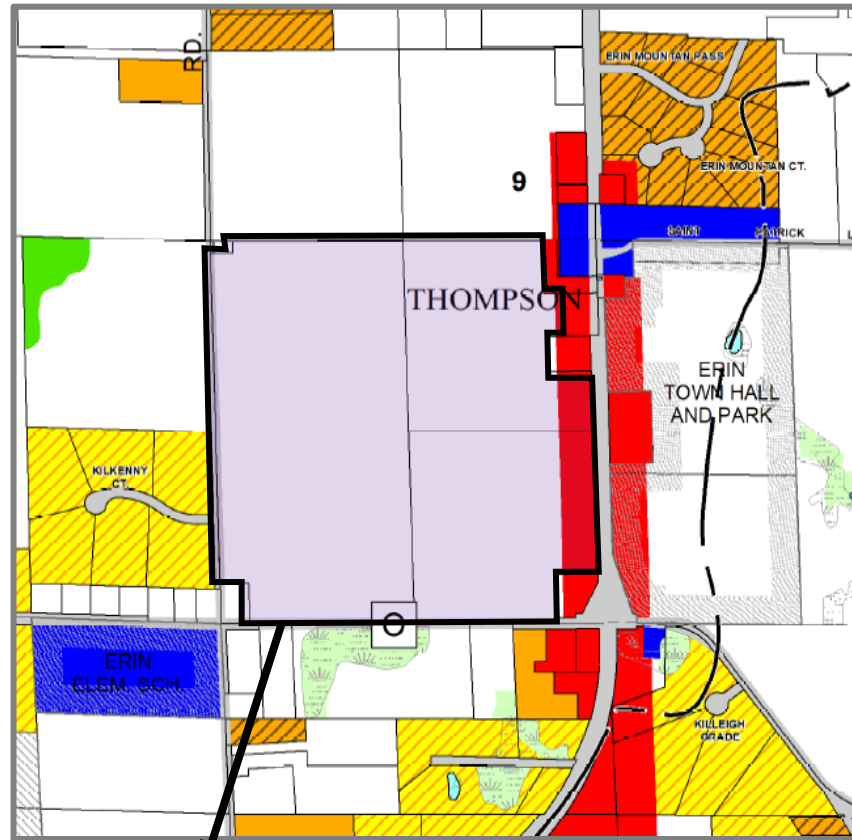 RD.
ERIN MOUNTAIN PASS
ERIN MOUNTAN CT.
9
SAINT PATRICK L
THOMPSON
ERIN
TOWN HALL
AND PARK
KILKENNY
CT.
O
ERIN
ELEM. SCH.
KILLEIGH
GRADE